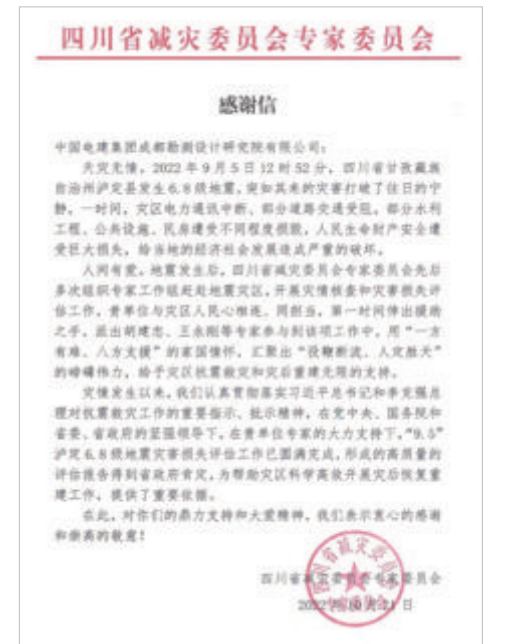 四川省减灾委员会专家委员会
感谢信
中国电建集团成都勘测设计研究院有限公司：
天灾无情，2022年9月5日12时52分，四川省甘孜藏族
自治州泸定县发生6.8级地震，突如其来的灾害打破了往日的宁
静。一时间，灾区电力通讯中断、部分道路交通受阻，部分水利
工程、公共设施、民房遭受不同程度损毁，人民生命财产安全遭
受巨大损失，给当地的经济社会发展造成严重的破坏。
人间有爱，地震发生后，四川省减灾委员会专家委员会先后
多次组织专家工作组赶赴地震灾区，开展灾情核查和灾害损失评
估工作，贵单位与灾区人民心相连、同担当，第一时间伸出援助
之手，派出胡建忠、王永刚等专家参与到该项工作中，用“一方
有难、八方支援”的家国情怀，汇聚出“投鞭断流、人定胜天”
的磅礴伟力，给予灾区抗震救灾和灾后重建无限的支持。
灾情发生以来，我们认真贯彻落实习近平总书记和李克强总
理对抗震救灾工作的重要指示、批示精神，在党中央、国务院和
省委、省政府的坚强领导下，在贵单位专家的大力支持下，“9.5”
泸定6.8级地震灾害损失评估工作已圆满完成，形成的高质量的
评估报告得到省政府肯定，为帮助灾区科学高效开展灾后恢复重
建工作，提供了重要依据。
在此，对你们的鼎力支持和大爱精神，我们表示衷心的感谢
和崇高的敬意！
四川省减灾委员会专家委员会
2022年10月21日